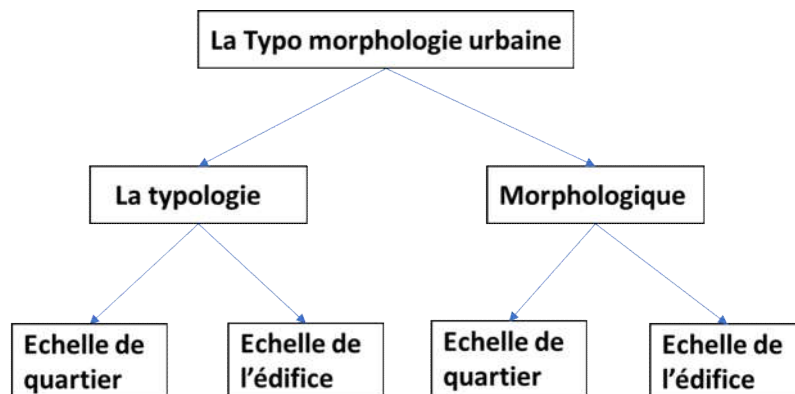 La Typo morphologie urbaine
La typologie
Morphologique
Echelle de
quartier
Echelle de
l'édifice
Echelle de
quartier
Echelle de
l'édifice